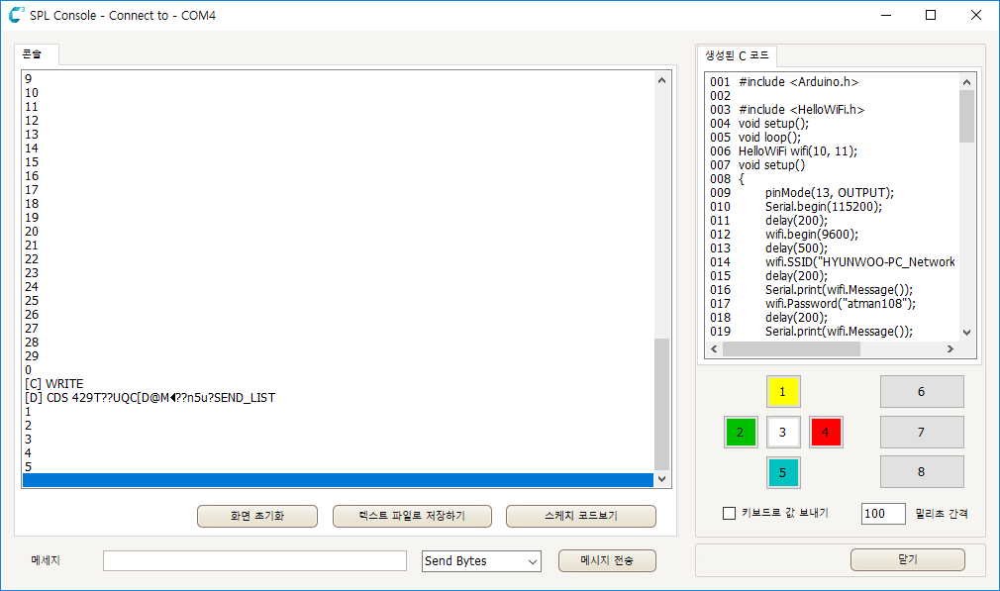 SPL Console - Connect to - COM4
콘솔
9
10
11
12
13
14
15
16
17
18
19
20
21
22
23
24
25
26
27
28
29
0
[C] WRITE
[D] CDS 429T??UQC[D@M◀??n5u?SEND_LIST
1
2
3
4
5
화면 초기화
텍스트 파일로 저장하기
스케치 코드보기
메세지
Send Bytes
메시지 전송
생성된 C 코드
001 #include <Arduino.h>
002
003 #include <HelloWiFi.h>
004 void setup();
005 void loop();
006 HelloWiFi wifi(10, 11);
007 void setup()
008 {
009 pinMode(13, OUTPUT);
010 Serial.begin(115200);
011 delay(200);
012 wifi.begin(9600);
013 delay(500);
014 wifi.SSID("HYUNWOO-PC_Network
015 delay(200);
016 Serial.print(wifi.Message());
017 wifi.Password("atman108");
018 delay(200);
019 Serial.print(wifi.Message());
1
6
2
3
4
7
5
8
키보드로 값 보내기
100
밀리초 간격
닫기